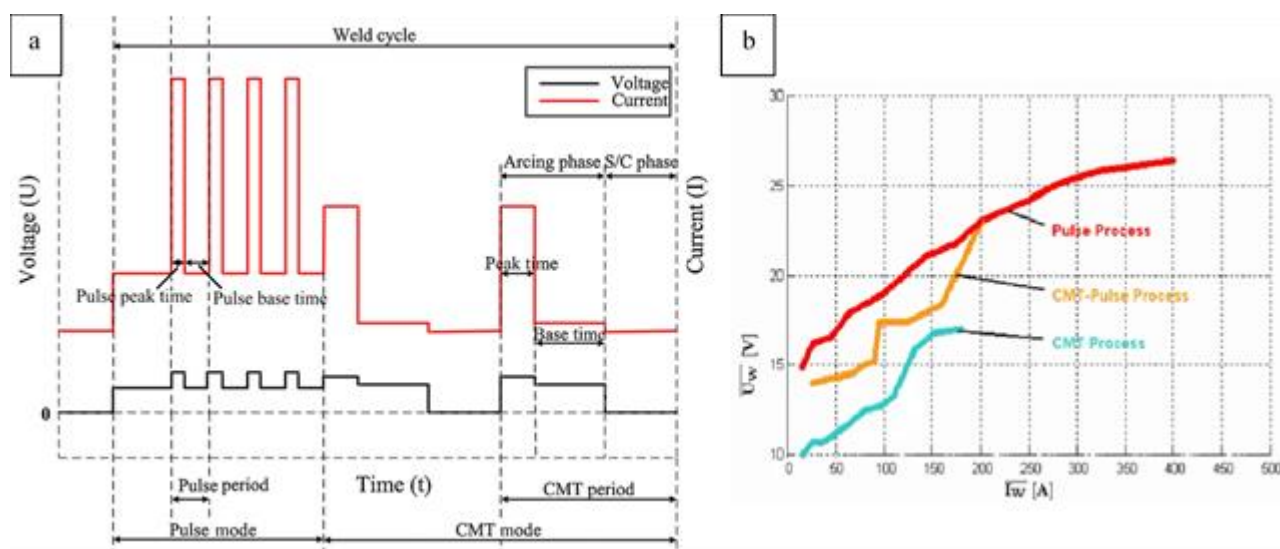 a
Weld cycle
Voltage
Current
Arcing phase
S/C phase
Voltage (U)
Current (I)
Peak time
Pulse peak time
Pulse base time
Base time
0
Pulse period
Time (t)
CMT period
Pulse mode
CMT mode
b
30
25
20
15
10
U̅w̅ [V]
Pulse Process
CMT-Pulse Process
CMT Process
0 50 100 150 200 250 300 350 400 450 500
I̅w̅ [A]